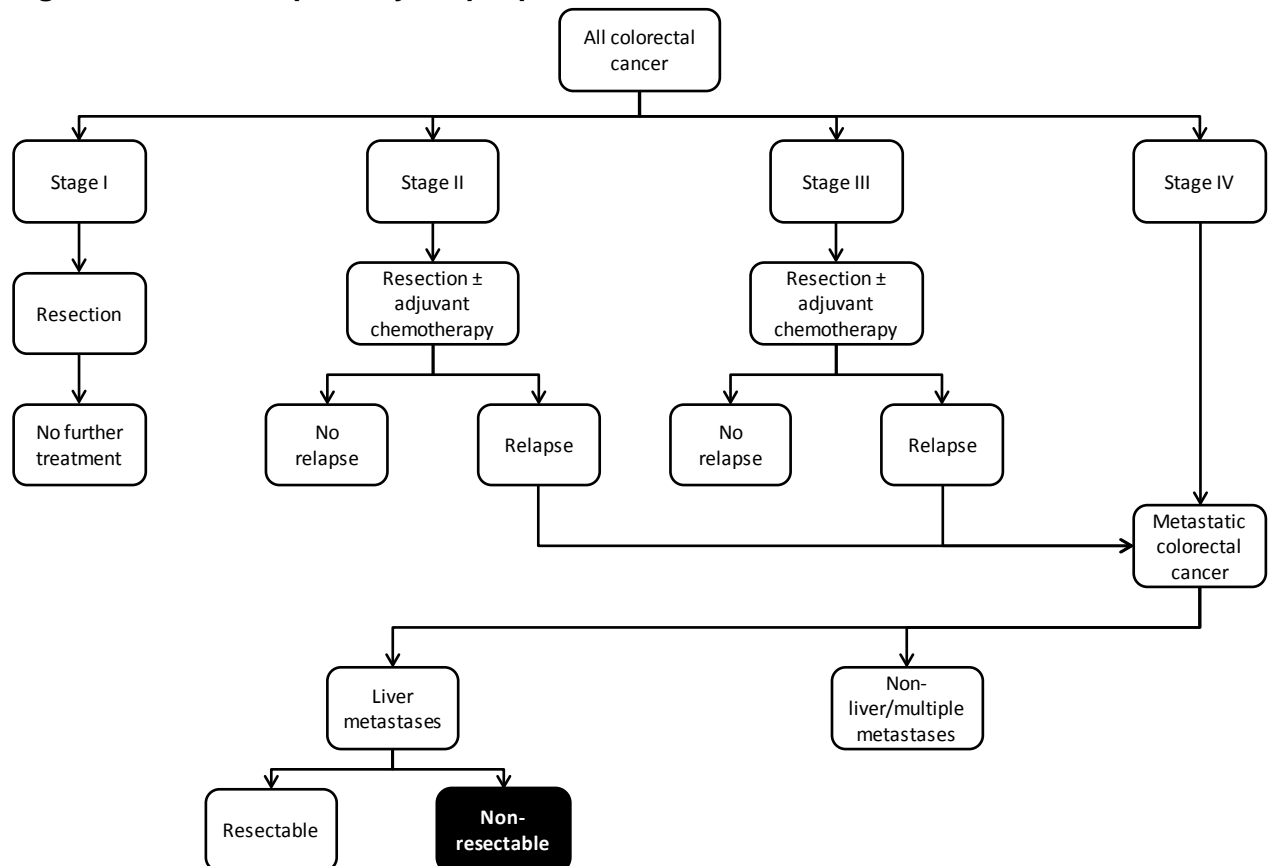 All colorectal
cancer
Stage I
Stage II
Stage III
Stage IV
Resection
Resection ±
adjuvant
chemotherapy
Resection ±
adjuvant
chemotherapy
No further
treatment
No
relapse
Relapse
No
relapse
Relapse
Metastatic
colorectal
cancer
Liver
metastases
Non-
liver/multiple
metastases
Resectable
Non-
resectable